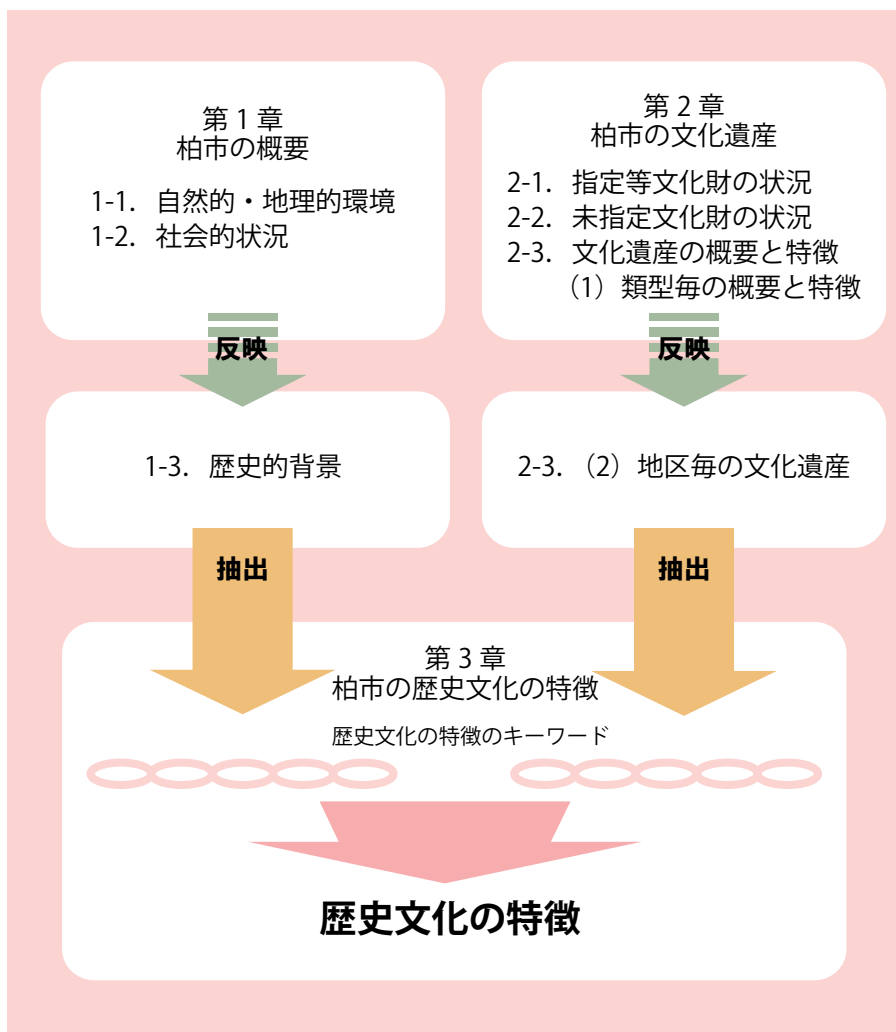 第 1 章
柏市の概要
1-1. 自然的・地理的環境
1-2. 社会的状況
反映
1-3. 歴史的背景
抽出
第 2 章
柏市の文化遺産
2-1. 指定等文化財の状況
2-2. 未指定文化財の状況
2-3. 文化遺産の概要と特徴
(1) 類型毎の概要と特徴
反映
2-3. (2) 地区毎の文化遺産
抽出
第 3 章
柏市の歴史文化の特徴
歴史文化の特徴のキーワード
歴史文化の特徴